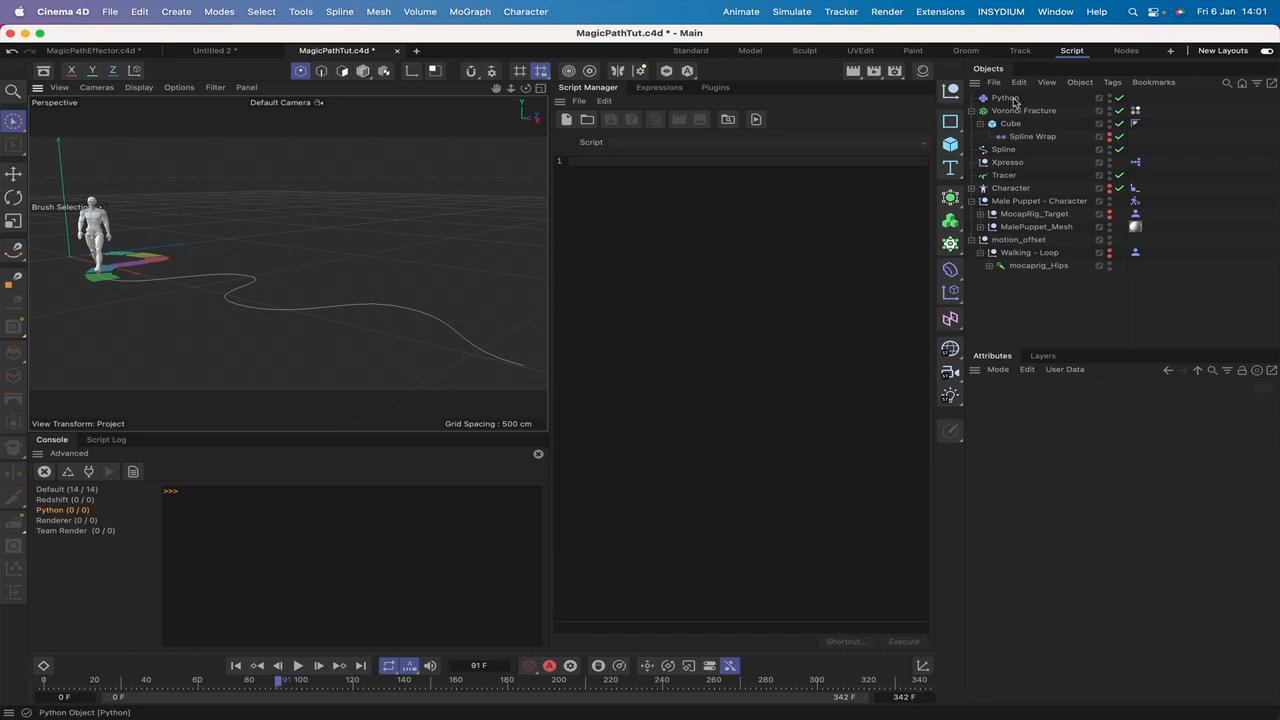 Cinema 4D File Edit Create Modes Select Tools Spline Mesh Volume MoGraph Character Animate Simulate Tracker Render Extensions INSYDIUM Window Help Fri 6 Jan 14:01
MagicPathTut.c4d * - Main
MagicPathEffector.c4d * Untitled 2 * MagicPathTut.c4d * Standard Model Sculpt UVEdit Paint Groom Track Script Nodes New Layouts
X Y Z
View Cameras Display Options Filter Panel
Perspective Default Camera
Y
X
Brush Selection
View Transform: Project Grid Spacing : 500 cm
Console Script Log
Advanced
Default (14 / 14)
Redshift (0 / 0)
Python (0 / 0)
Renderer (0 / 0)
Team Render (0 / 0)
>>>
Script Manager Expressions Plugins
File Edit
Script
1
Shortcut... Execute
Objects
File Edit View Object Tags Bookmarks
Python
Voronoi Fracture
Cube
Spline Wrap
Spline
Xpresso
Tracer
Character
Male Puppet - Character
MocapRig_Target
MalePuppet_Mesh
motion_offset
Walking - Loop
mocaprig_Hips
Attributes Layers
Mode Edit User Data
91 F
0 20 40 60 80 91 100 120 140 160 180 200 220 240 260 280 300 320 340
0 F 0 F 342 F 342 F
Python Object [Python]